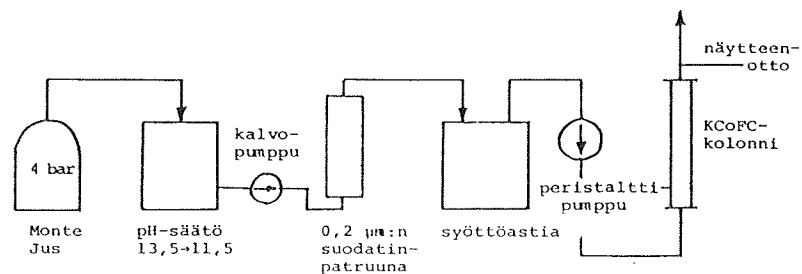 näytteen-
otto
KCoFC-
kolonni
kalvo-
pumppu
4 bar
peristaltti-
pumppu
Monte
Jus
pH-säätö
13,5→11,5
0,2 µm:n
suodatin-
patruuna
syöttöastia